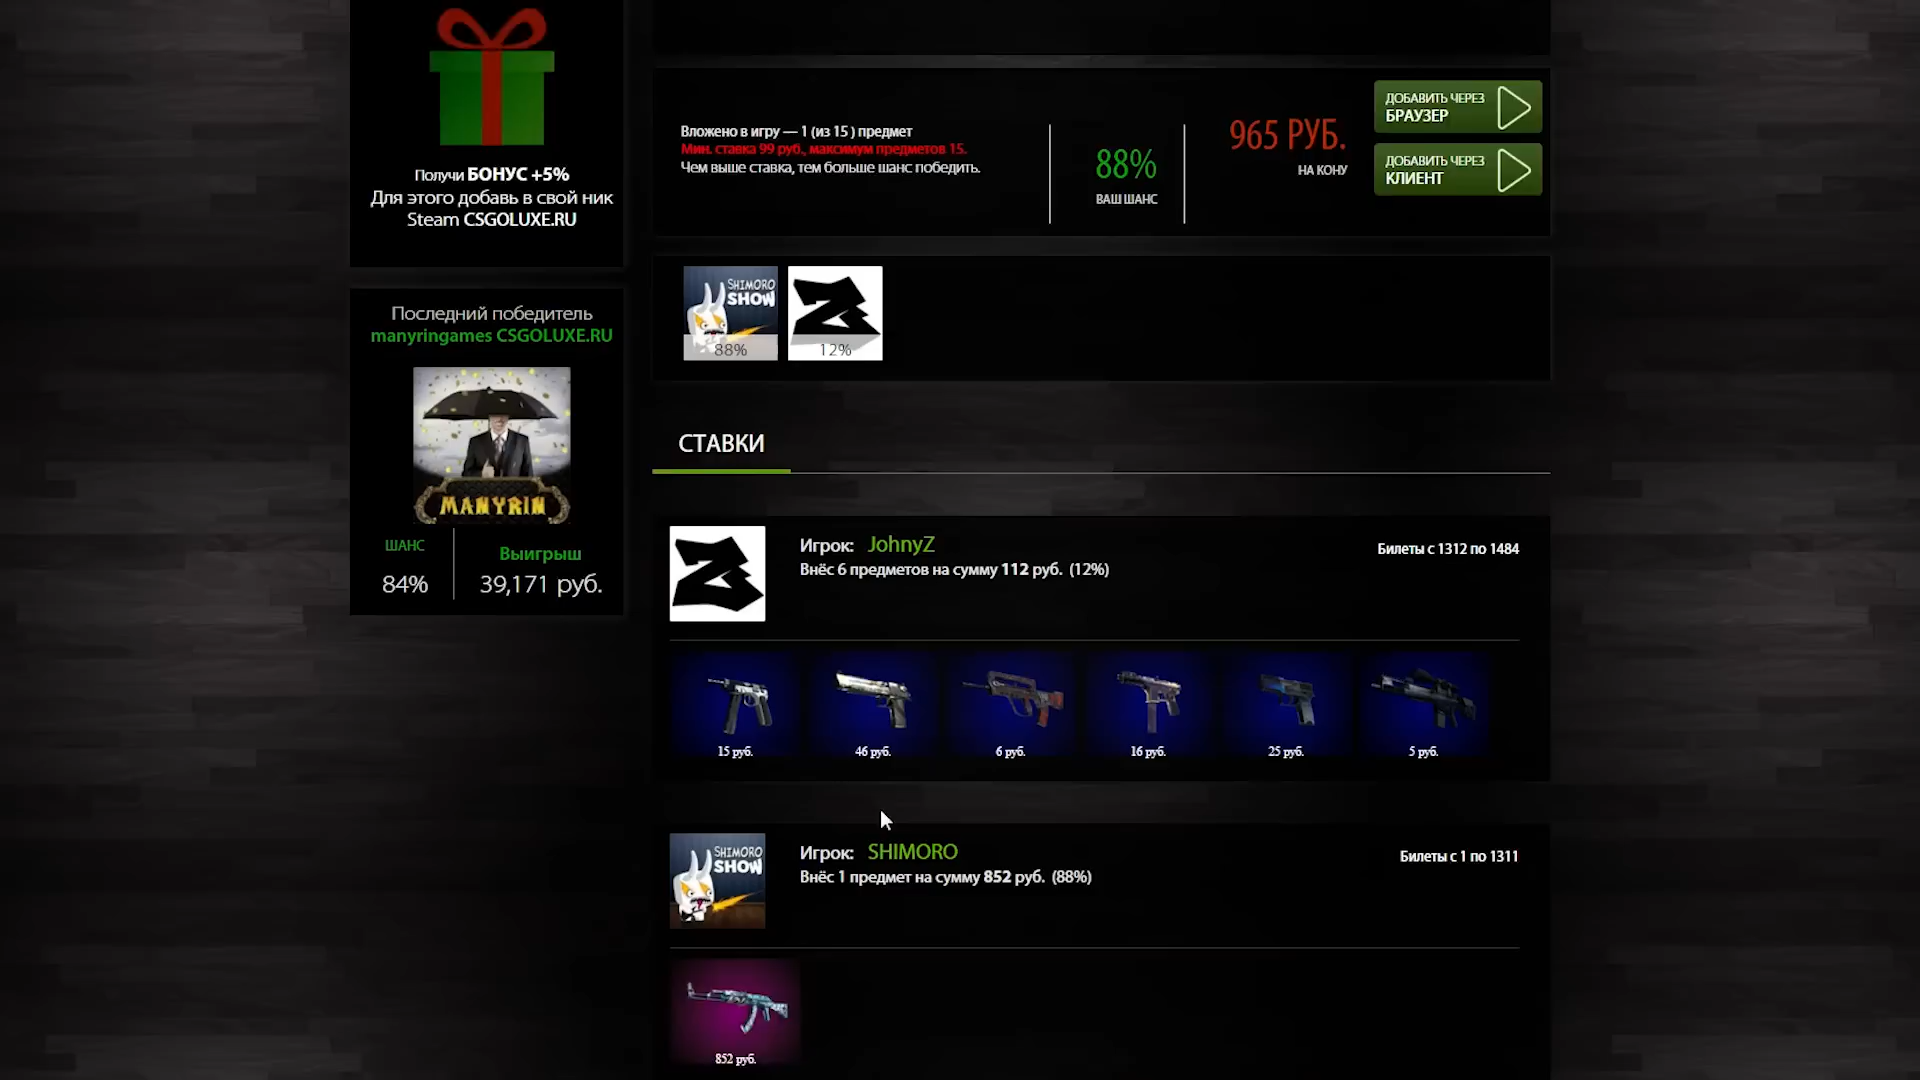 Получи БОНУС +5%
Для этого добавь в свой ник
Steam CSGOLUXE.RU
Последний победитель
manyringames CSGOLUXE.RU
MANYRIN
ШАНС
84%
Выигрыш
39,171 руб.
Вложено в игру — 1 (из 15 ) предмет
Мин. ставка 99 руб., максимум предметов 15.
Чем выше ставка, тем больше шанс победить.
88%
ВАШ ШАНС
965 РУБ.
НА КОНУ
ДОБАВИТЬ ЧЕРЕЗ
БРАУЗЕР
ДОБАВИТЬ ЧЕРЕЗ
КЛИЕНТ
SHIMORO
SHOW
88%
12%
СТАВКИ
Игрок: JohnyZ
Внёс 6 предметов на сумму 112 руб. (12%)
Билеты с 1312 по 1484
15 руб.
46 руб.
6 руб.
16 руб.
25 руб.
5 руб.
SHIMORO
SHOW
Игрок: SHIMORO
Внёс 1 предмет на сумму 852 руб. (88%)
Билеты с 1 по 1311
852 руб.